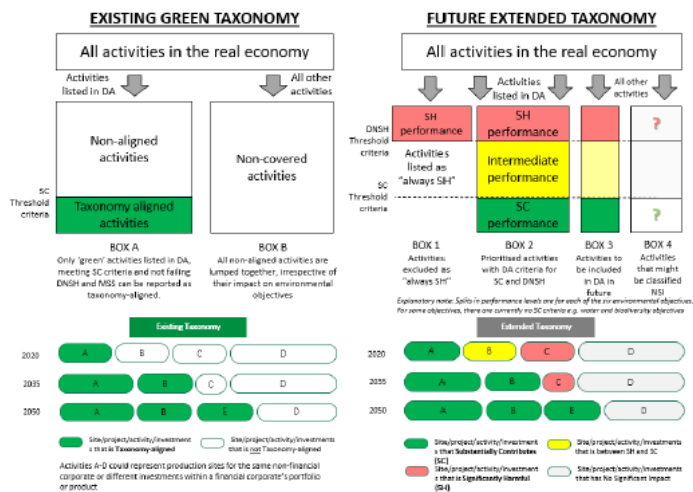 EXISTING GREEN TAXONOMY
All activities in the real economy
Activities
listed in DA
All other
activities
Non-aligned
activities
SC
Threshold
criteria
Taxonomy aligned
activities
Non-covered
activities
BOX A
Only 'green' activities listed in DA,
meeting SC criteria and not failing
DNSH and MSS can be reported as
taxonomy-aligned.
BOX B
All non-aligned activities are
lumped together, irrespective of
their impact on environmental
objectives
Existing Taxonomy
2020
A
B
C
D
2035
A
B
C
D
2050
A
B
E
D
Site/project/activity/investment
s that is Taxonomy-aligned
Site/project/activity/investments
that is not Taxonomy-aligned
Activities A-D could represent production sites for the same non-financial
corporate or different investments within a financial corporate's portfolio
or product
FUTURE EXTENDED TAXONOMY
All activities in the real economy
Activities
listed in DA
All other
activities
DNSH
Threshold
criteria
SH
performance
Activities
listed as
"always SH"
SH
performance
Intermediate
performance
SC
Threshold
criteria
SC
performance
?
?
BOX 1
Activities
excluded as
"always SH"
BOX 2
Prioritised activities
with DA criteria for
SC and DNSH
BOX 3
Activities to
be included
in DA in
future
BOX 4
Activities
that might
be classified
NSI
Explanatory note: Splits in performance levels are for each of the six environmental objectives.
For some objectives, there are currently no SC criteria e.g. water and biodiversity objectives
Extended Taxonomy
2020
A
B
C
D
2035
A
B
C
D
2050
A
B
E
D
Site/project/activity/investment
s that Substantially Contributes
(SC)
Site/project/activity/investments
that is between SH and SC
Site/project/activity/investment
s that is Significantly Harmful
(SH)
Site/project/activity/investments
that has No Significant Impact